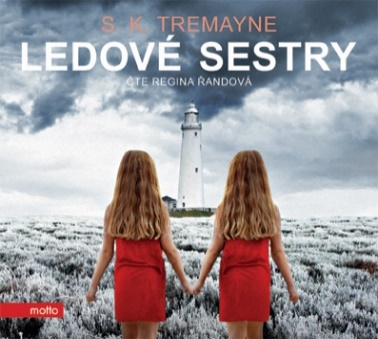 S. K. TREMAYNE
LEDOVÉ SESTRY
ČTE REGINA ŘANDOVÁ
motto